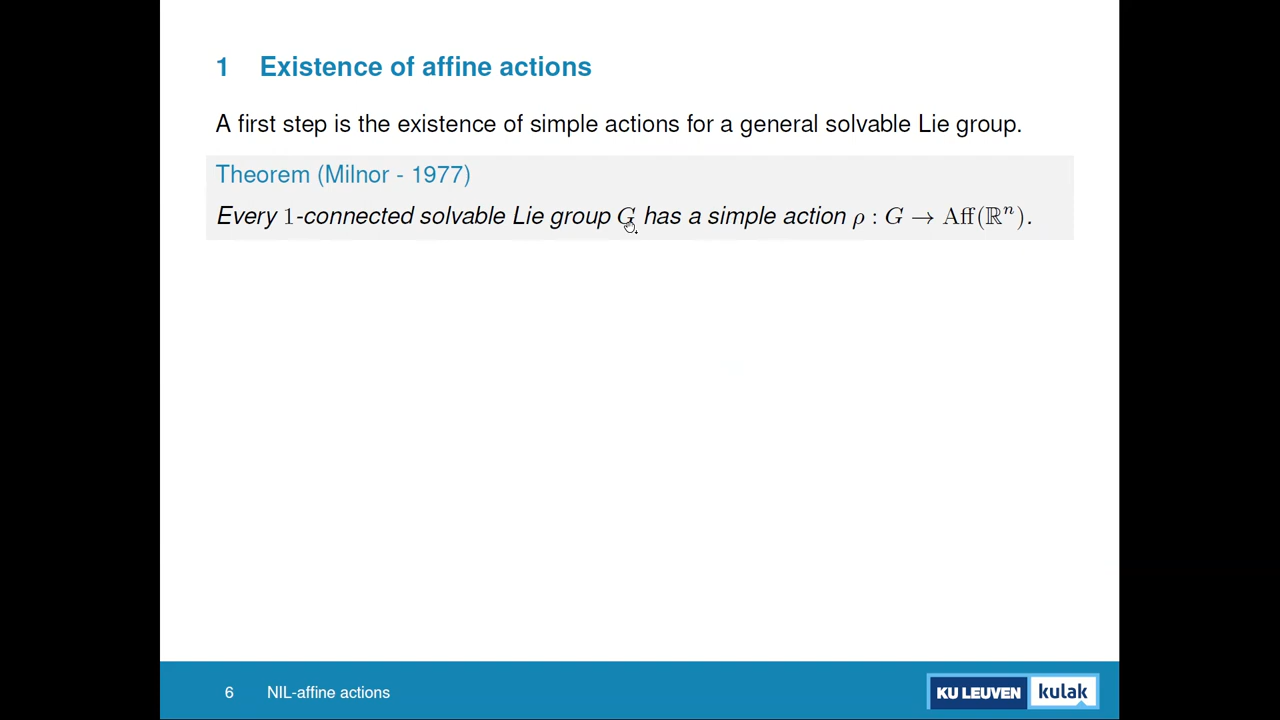 1 Existence of affine actions
A first step is the existence of simple actions for a general solvable Lie group.
Theorem (Milnor - 1977)
Every 1-connected solvable Lie group G has a simple action ρ : G → Aff(ℝⁿ).
6 NIL-affine actions
KU LEUVEN kulak